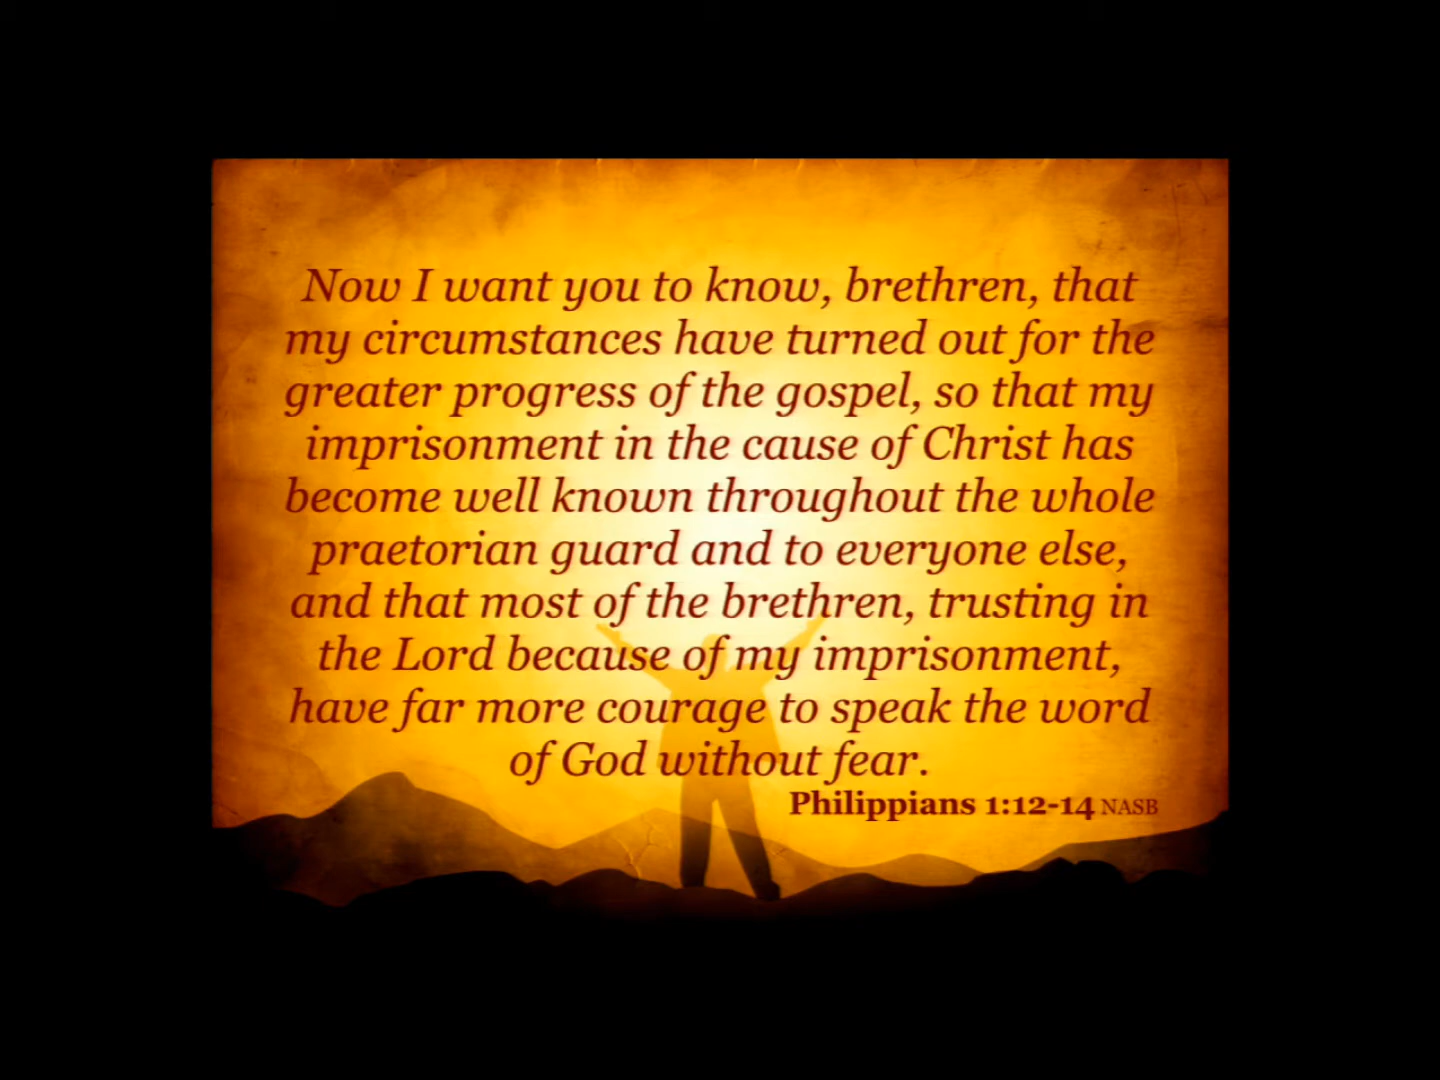 Now I want you to know, brethren, that
my circumstances have turned out for the
greater progress of the gospel, so that my
imprisonment in the cause of Christ has
become well known throughout the whole
praetorian guard and to everyone else,
and that most of the brethren, trusting in
the Lord because of my imprisonment,
have far more courage to speak the word
of God without fear.
Philippians 1:12-14 NASB